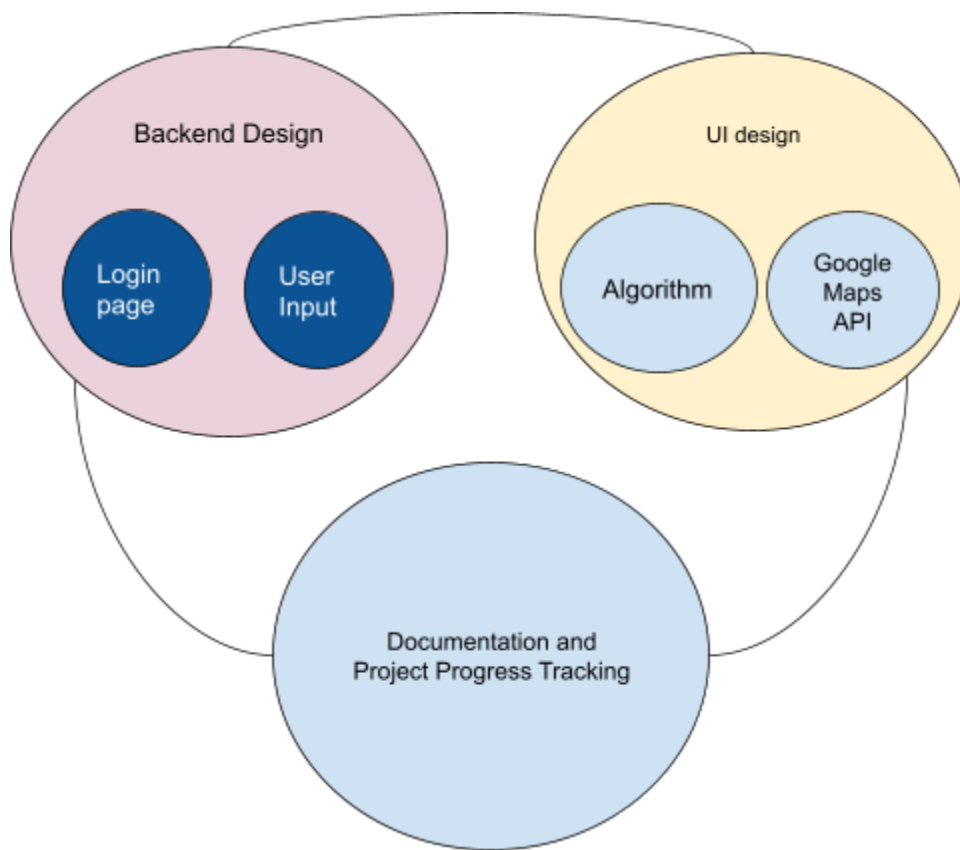 Backend Design
UI design
Login
page
User
Input
Algorithm
Google
Maps
API
Documentation and
Project Progress Tracking